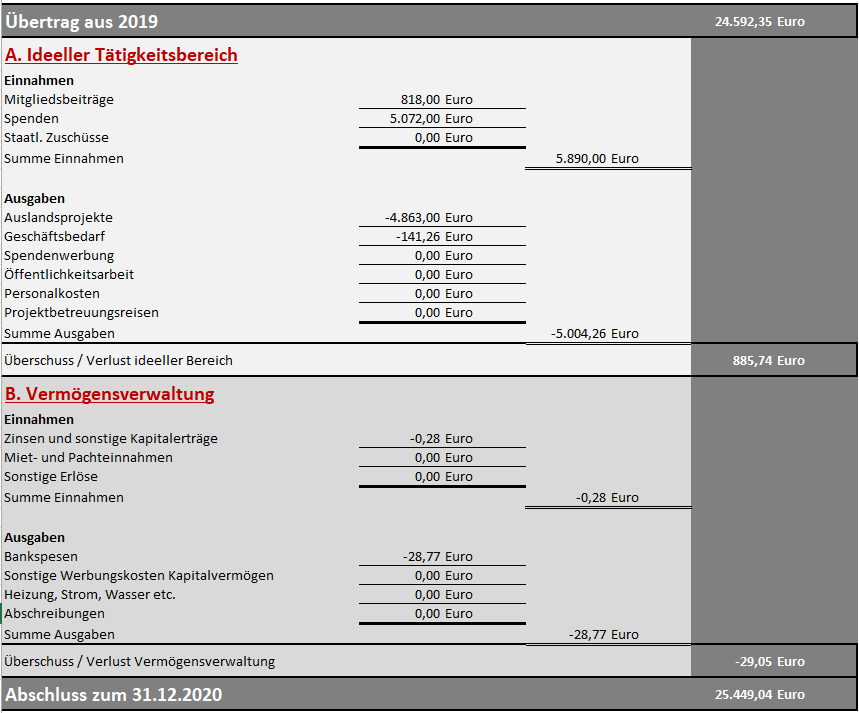 Übertrag aus 2019 24.592,35 Euro
A. Ideeller Tätigkeitsbereich
Einnahmen
Mitgliedsbeiträge 818,00 Euro
Spenden 5.072,00 Euro
Staatl. Zuschüsse 0,00 Euro
Summe Einnahmen 5.890,00 Euro
Ausgaben
Auslandsprojekte -4.863,00 Euro
Geschäftsbedarf -141,26 Euro
Spendenwerbung 0,00 Euro
Öffentlichkeitsarbeit 0,00 Euro
Personalkosten 0,00 Euro
Projektbetreuungsreisen 0,00 Euro
Summe Ausgaben -5.004,26 Euro
Überschuss / Verlust ideeller Bereich 885,74 Euro
B. Vermögensverwaltung
Einnahmen
Zinsen und sonstige Kapitalerträge -0,28 Euro
Miet- und Pachteinnahmen 0,00 Euro
Sonstige Erlöse 0,00 Euro
Summe Einnahmen -0,28 Euro
Ausgaben
Bankspesen -28,77 Euro
Sonstige Werbungskosten Kapitalvermögen 0,00 Euro
Heizung, Strom, Wasser etc. 0,00 Euro
Abschreibungen 0,00 Euro
Summe Ausgaben -28,77 Euro
Überschuss / Verlust Vermögensverwaltung -29,05 Euro
Abschluss zum 31.12.2020 25.449,04 Euro